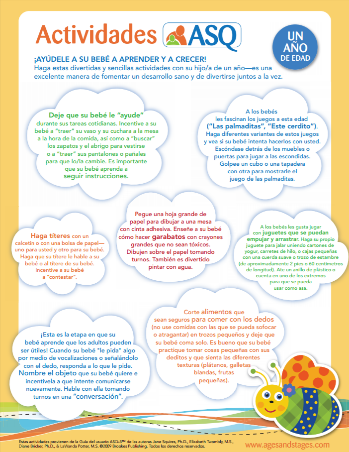 Actividades ASQ
UN
AÑO
DE EDAD
¡AYÚDELE A SU BEBÉ A APRENDER Y A CRECER!
Haga estas divertidas y sencillas actividades con su hijo/a de un año—es una
excelente manera de fomentar un desarrollo sano y de divertirse juntos a la vez.
Deje que su bebé le "ayude"
durante sus tareas cotidianas. Incentive a su
bebé a "traer" su vaso y su cuchara a la mesa
a la hora de la comida, así como a "buscar"
los zapatos y el abrigo para vestirse
o a "traer" sus pantalones o pañales
para que los/la cambie. Es importante
que su bebé aprenda a
seguir instrucciones.
A los bebés
les fascinan los juegos a esta edad
("Las palmaditas", "Este cerdito").
Haga diferentes variantes de estos juegos
y vea si su bebé intenta hacerlos con usted.
Escóndase detrás de los muebles o
puertas para jugar a las escondidas.
Golpee un cubo o una tapadera
con otra para mostrarle el
juego de las palmaditas.
Haga títeres con un
calcetín o con una bolsa de papel—
uno para usted y otro para su bebé.
Haga que su títere le hable a su
bebé o al títere de su bebé.
Incentive a su bebé
a "contestar".
Pegue una hoja grande de
papel para dibujar a una mesa
con cinta adhesiva. Enseñe a su bebé
cómo hacer garabatos con crayones
grandes que no sean tóxicos.
Dibujen sobre el papel tomando
turnos. También es divertido
pintar con agua.
A los bebés les gusta jugar
con juguetes que se puedan
empujar y arrastrar. Haga su propio
juguete para jalar uniendo cartones de
yogur, carretes de hilo, o cajas pequeñas
con una cuerda suave o trozo de estambre
(de aproximadamente 2 pies o 60 centímetros
de longitud). Ate un anillo de plástico o
cuenta en uno de los extremos
para que se pueda
usar como asa.
¡Esta es la etapa en que su
bebé aprende que los adultos pueden
ser útiles! Cuando su bebé "le pida" algo
por medio de vocalizaciones o señalándolo
con el dedo, responda a lo que le pide.
Nombre el objeto que su bebé quiere e
incentívela a que intente comunicarse
nuevamente. Hable con ella tomando
turnos en una "conversación".
Corte alimentos que
sean seguros para comer con los dedos
(no use comidas con las que se pueda sofocar
o atragantar) en trozos pequeños y deje que
su bebé coma solo. Es bueno que su bebé
practique tomar cosas pequeñas con sus
deditos y que sienta las diferentes
texturas (plátanos, galletas
blandas, frutas
pequeñas).
Estas actividades provienen de la Guía del usuario ASQ-3™ de las autoras Jane Squires, Ph.D., Elizabeth Twombly, M.S.,
Diane Bricker, Ph.D., & LaWanda Potter, M.S. ©2009 Brookes Publishing. Todos los derechos reservados.
www.agesandstages.com